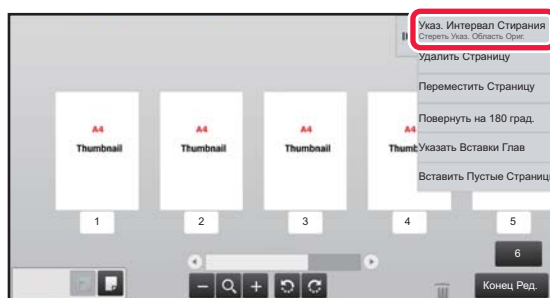 Указ. Интервал Стирания
Стереть Указ. Область Ориг.
Удалить Страницу
Переместить Страницу
Повернуть на 180 град.
Указать Вставки Глав
Вставить Пустые Страниц
A4
Thumbnail
A4
Thumbnail
A4
Thumbnail
A4
Thumb
1
2
3
4
5
6
Конец Ред.